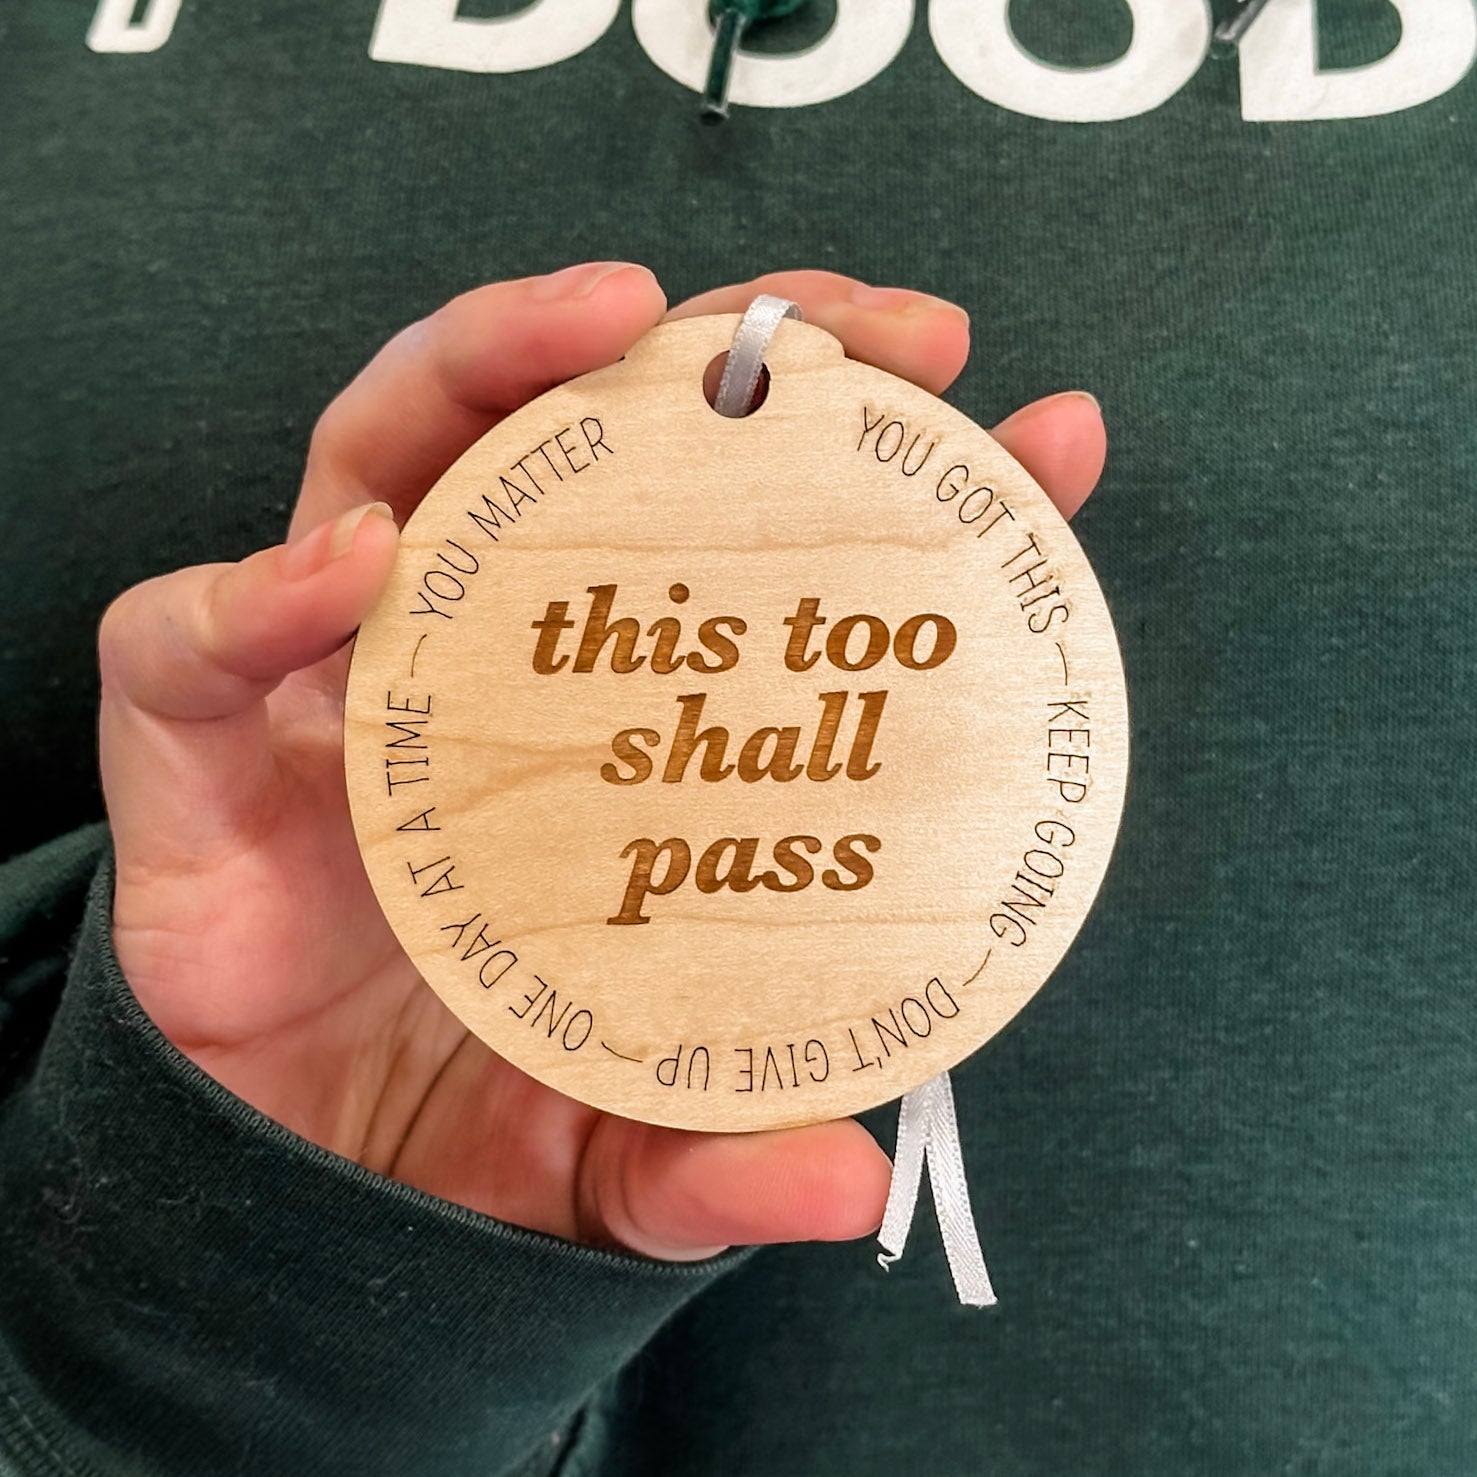 this too
shall
pass
YOU GOT THIS — KEEP GOING — DON'T GIVE UP — ONE DAY AT A TIME — YOU MATTER